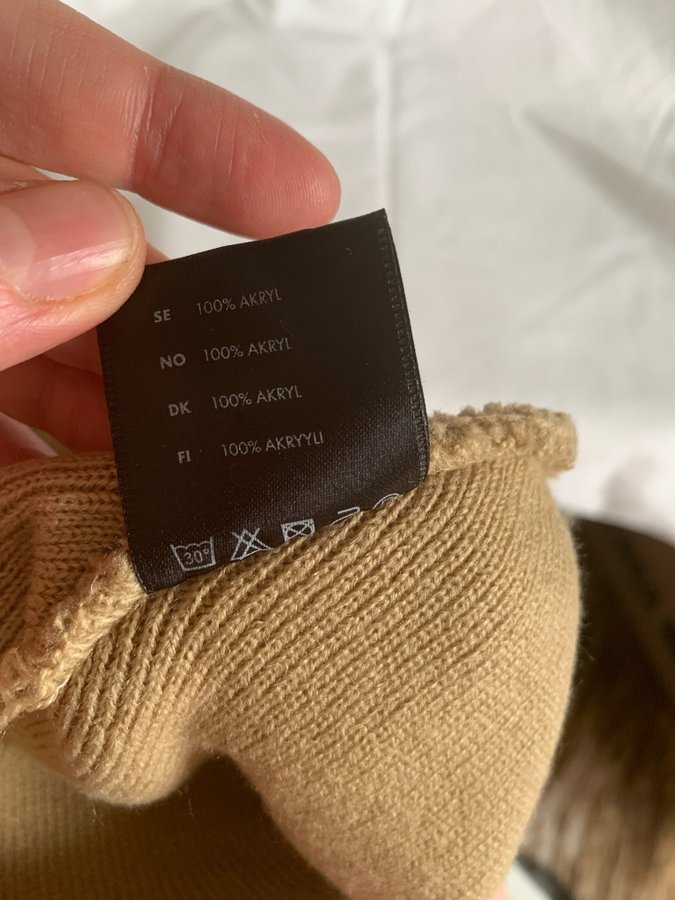 SE 100% AKRYL
NO 100% AKRYL
DK 100% AKRYL
FI 100% AKRYYLI
30°